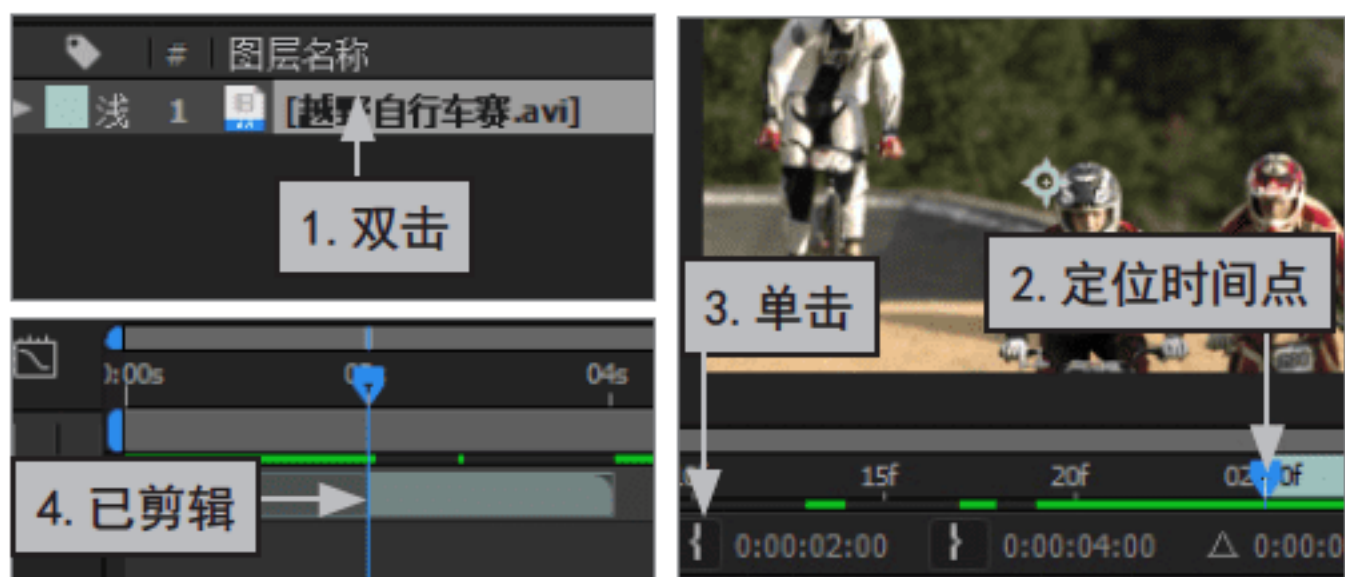 # 图层名称
浅 1 [越野自行车赛.avi]
1. 双击
2. 定位时间点
3. 单击
15f 20f
0:00:02:00 0:00:04:00
):00s 04s
4. 已剪辑